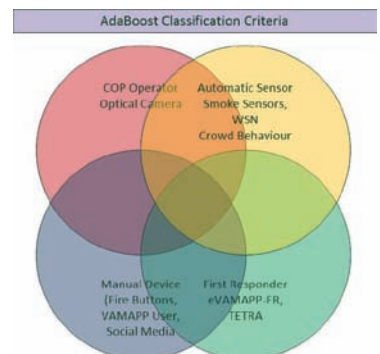 AdaBoost Classification Criteria
COP Operator
Optical Camera
Automatic Sensor
Smoke Sensors,
WSN
Crowd Behaviour
Manual Device
(Fire Buttons,
VAMAPP User,
Social Media
First Responder
eVAMAPP-FR,
TETRA